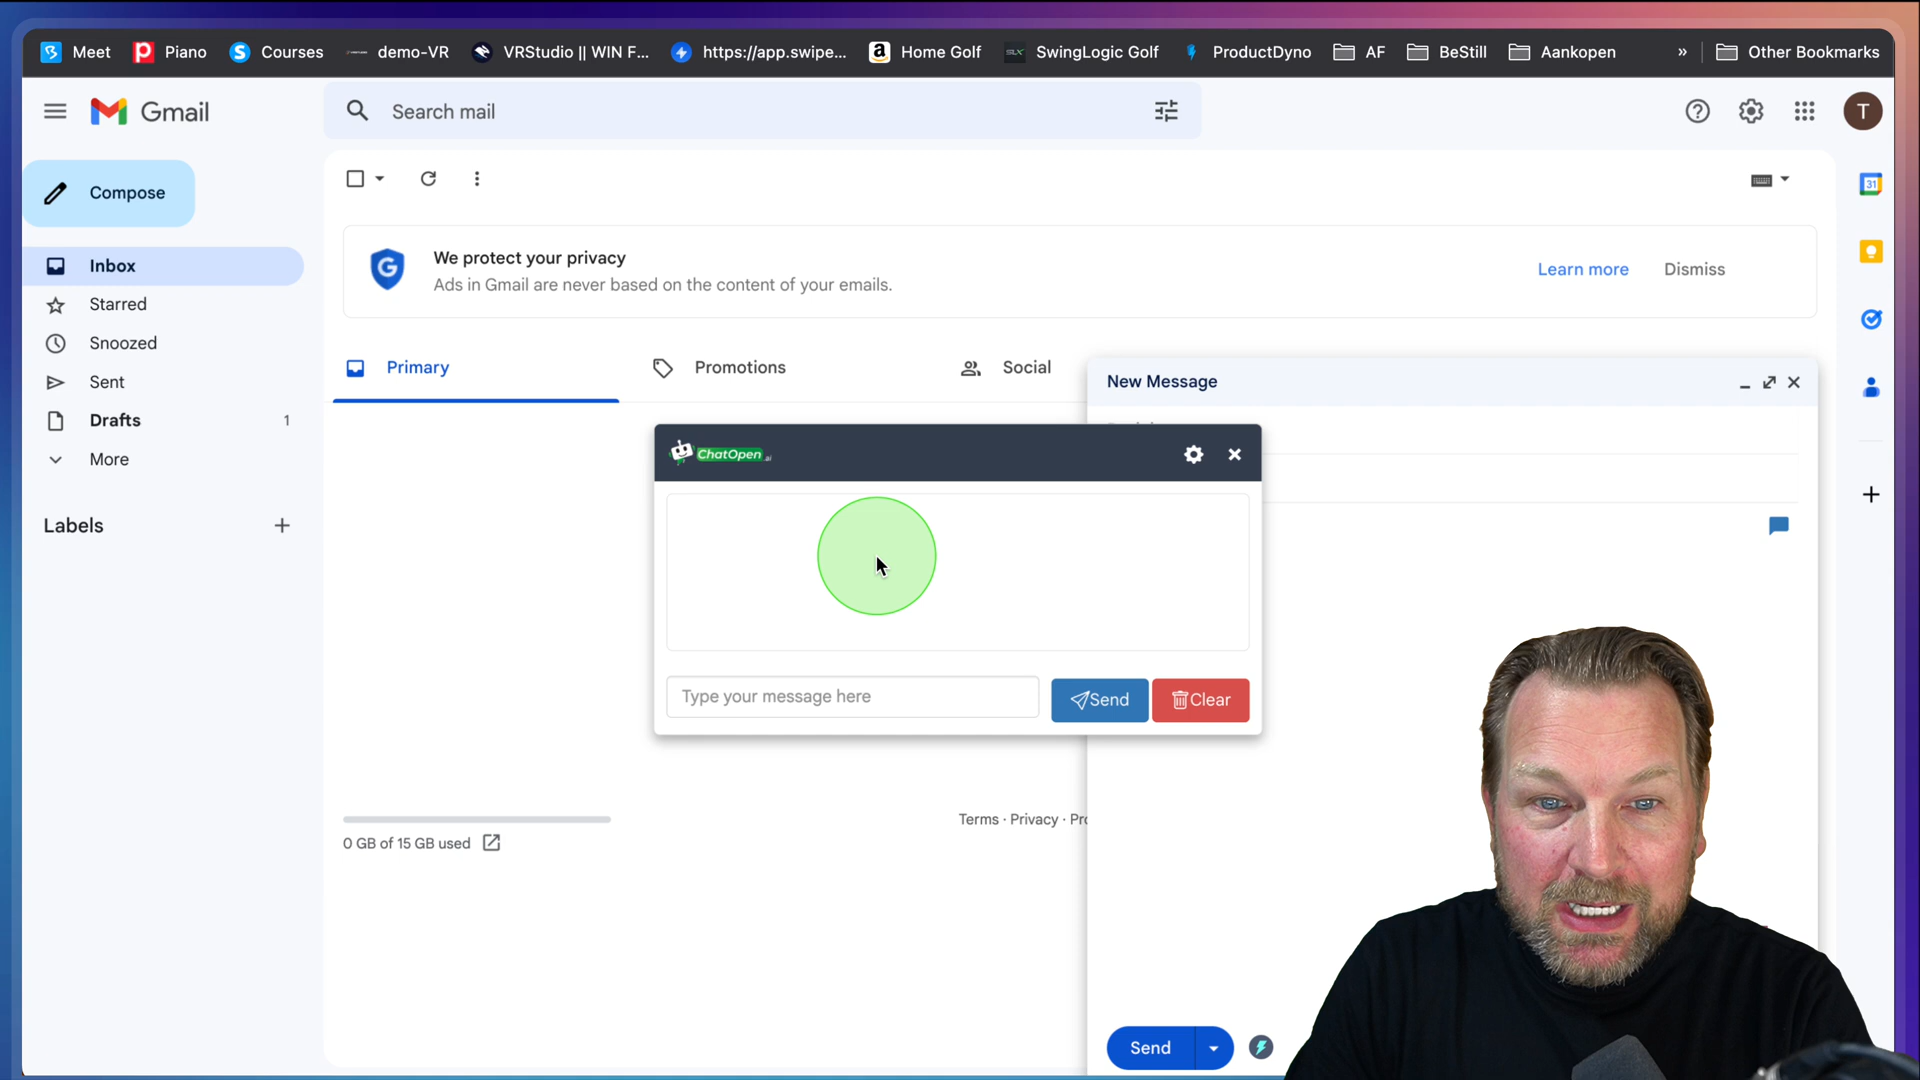 Meet Piano Courses demo-VR VRStudio || WIN F... https://app.swipe... Home Golf SLX SwingLogic Golf ProductDyno AF BeStill Aankopen » Other Bookmarks
Gmail
Search mail
T
Compose
31
Inbox
We protect your privacy
Ads in Gmail are never based on the content of your emails.
Learn more
Dismiss
Starred
Snoozed
Sent
Drafts 1
More
Labels
Primary
Promotions
Social
New Message
ChatOpen.ai
Type your message here
Send
Clear
Terms · Privacy ·
0 GB of 15 GB used
Send